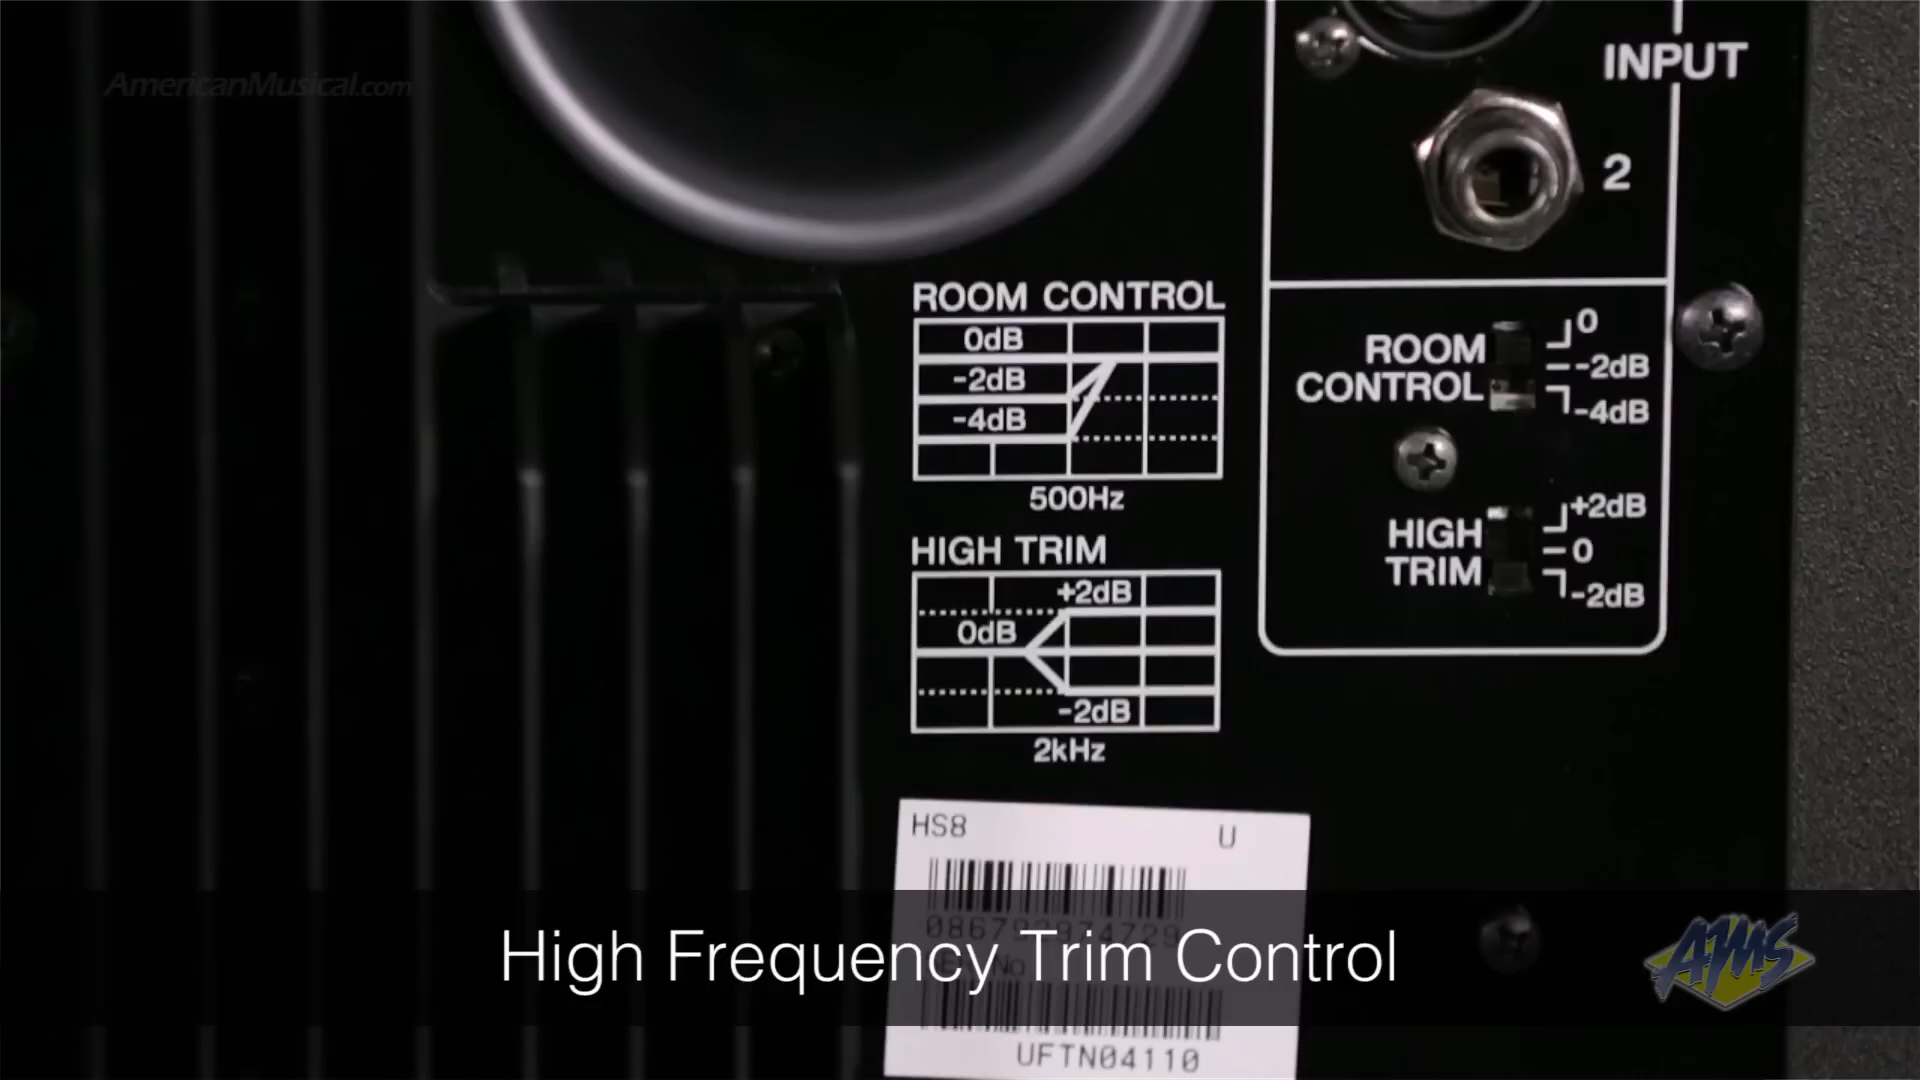 AmericanMusical.com
INPUT
2
ROOM CONTROL
0dB
-2dB
-4dB
500Hz
HIGH TRIM
+2dB
0dB
-2dB
2kHz
ROOM
CONTROL
0
-2dB
-4dB
HIGH
TRIM
+2dB
0
-2dB
HS8 U
High Frequency Trim Control
AMS
UFTN04110